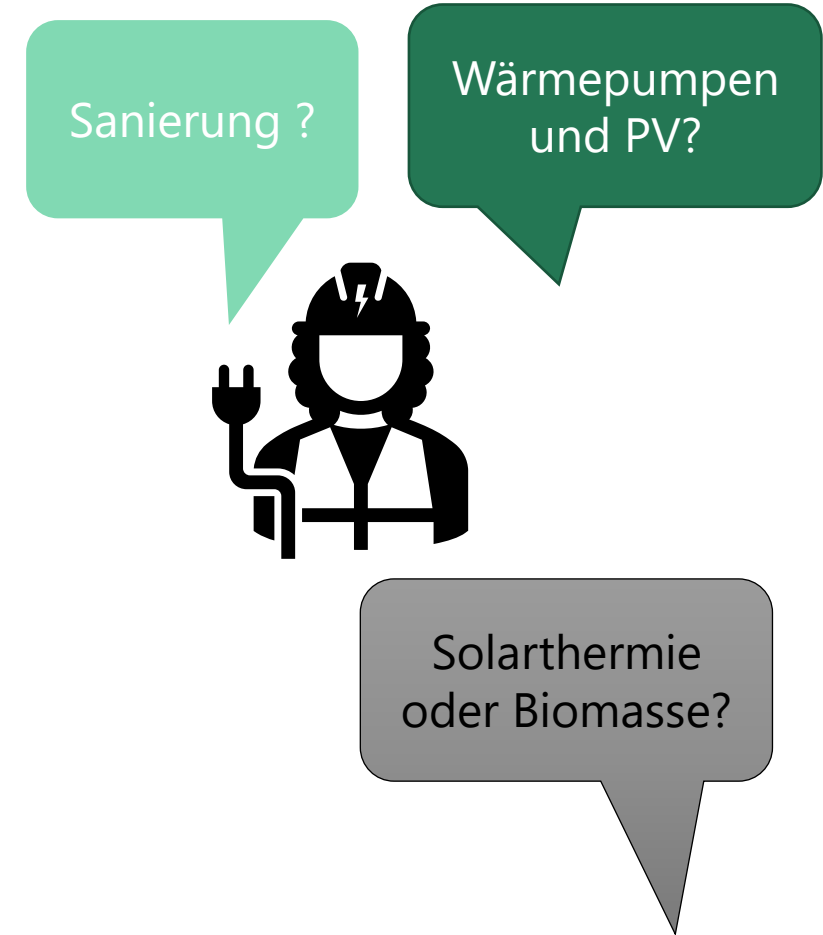 Sanierung ?
Wärmepumpen
und PV?
Solarthermie
oder Biomasse?